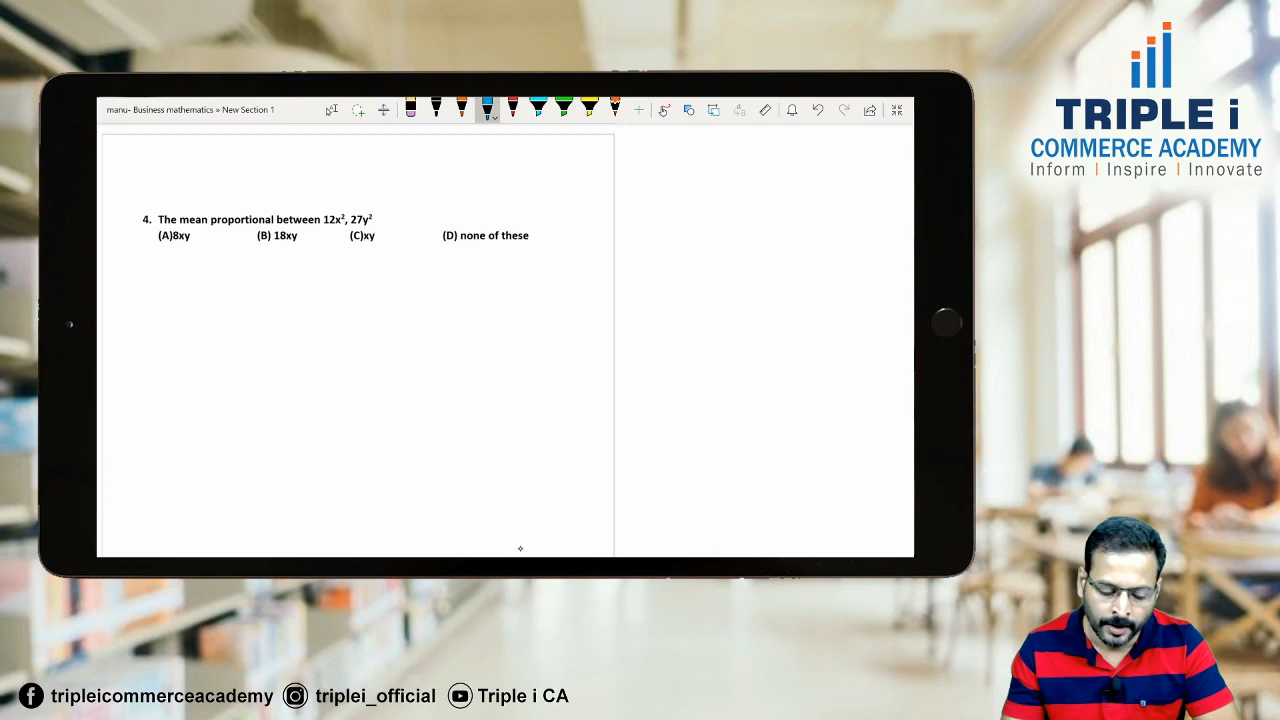 manu- Business mathematics » New Section 1
TRIPLE i
COMMERCE ACADEMY
Inform | Inspire | Innovate
4. The mean proportional between 12x², 27y²
(A)8xy (B) 18xy (C)xy (D) none of these
tripleicommerceacademy triplei_official Triple i CA